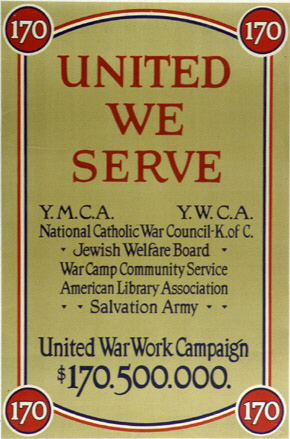 170 170
UNITED
WE
SERVE
Y.M.C.A. Y.W.C.A.
National Catholic War Council-K.of C.
· Jewish Welfare Board ·
War Camp Community Service
American Library Association
· · Salvation Army · ·
United War Work Campaign
$170.500.000.
170 170